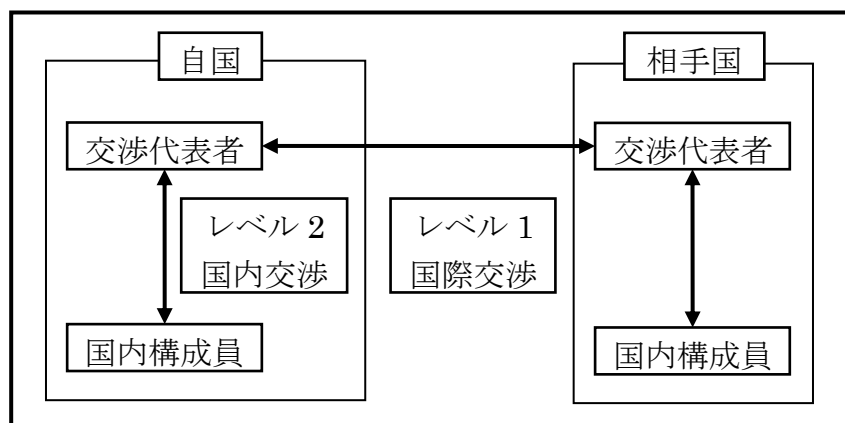 自国
相手国
交渉代表者
交渉代表者
レベル 2
国内交渉
レベル 1
国際交渉
国内構成員
国内構成員